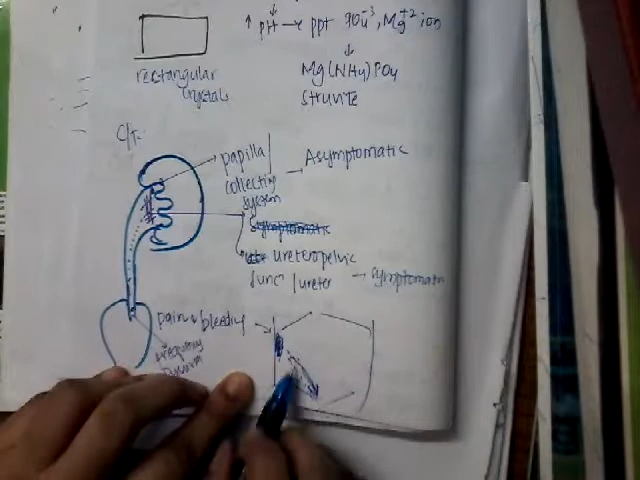 ↑ pH → ppt PO4-3, Mg+2 ion
↓
Mg(NH4)PO4
struvite
rectangular
crystals
C/F:-
papilla/
collecting
system
→ Asymptomatic
ureteropelvic
junc / ureter → symptomatic
pain & bleeding